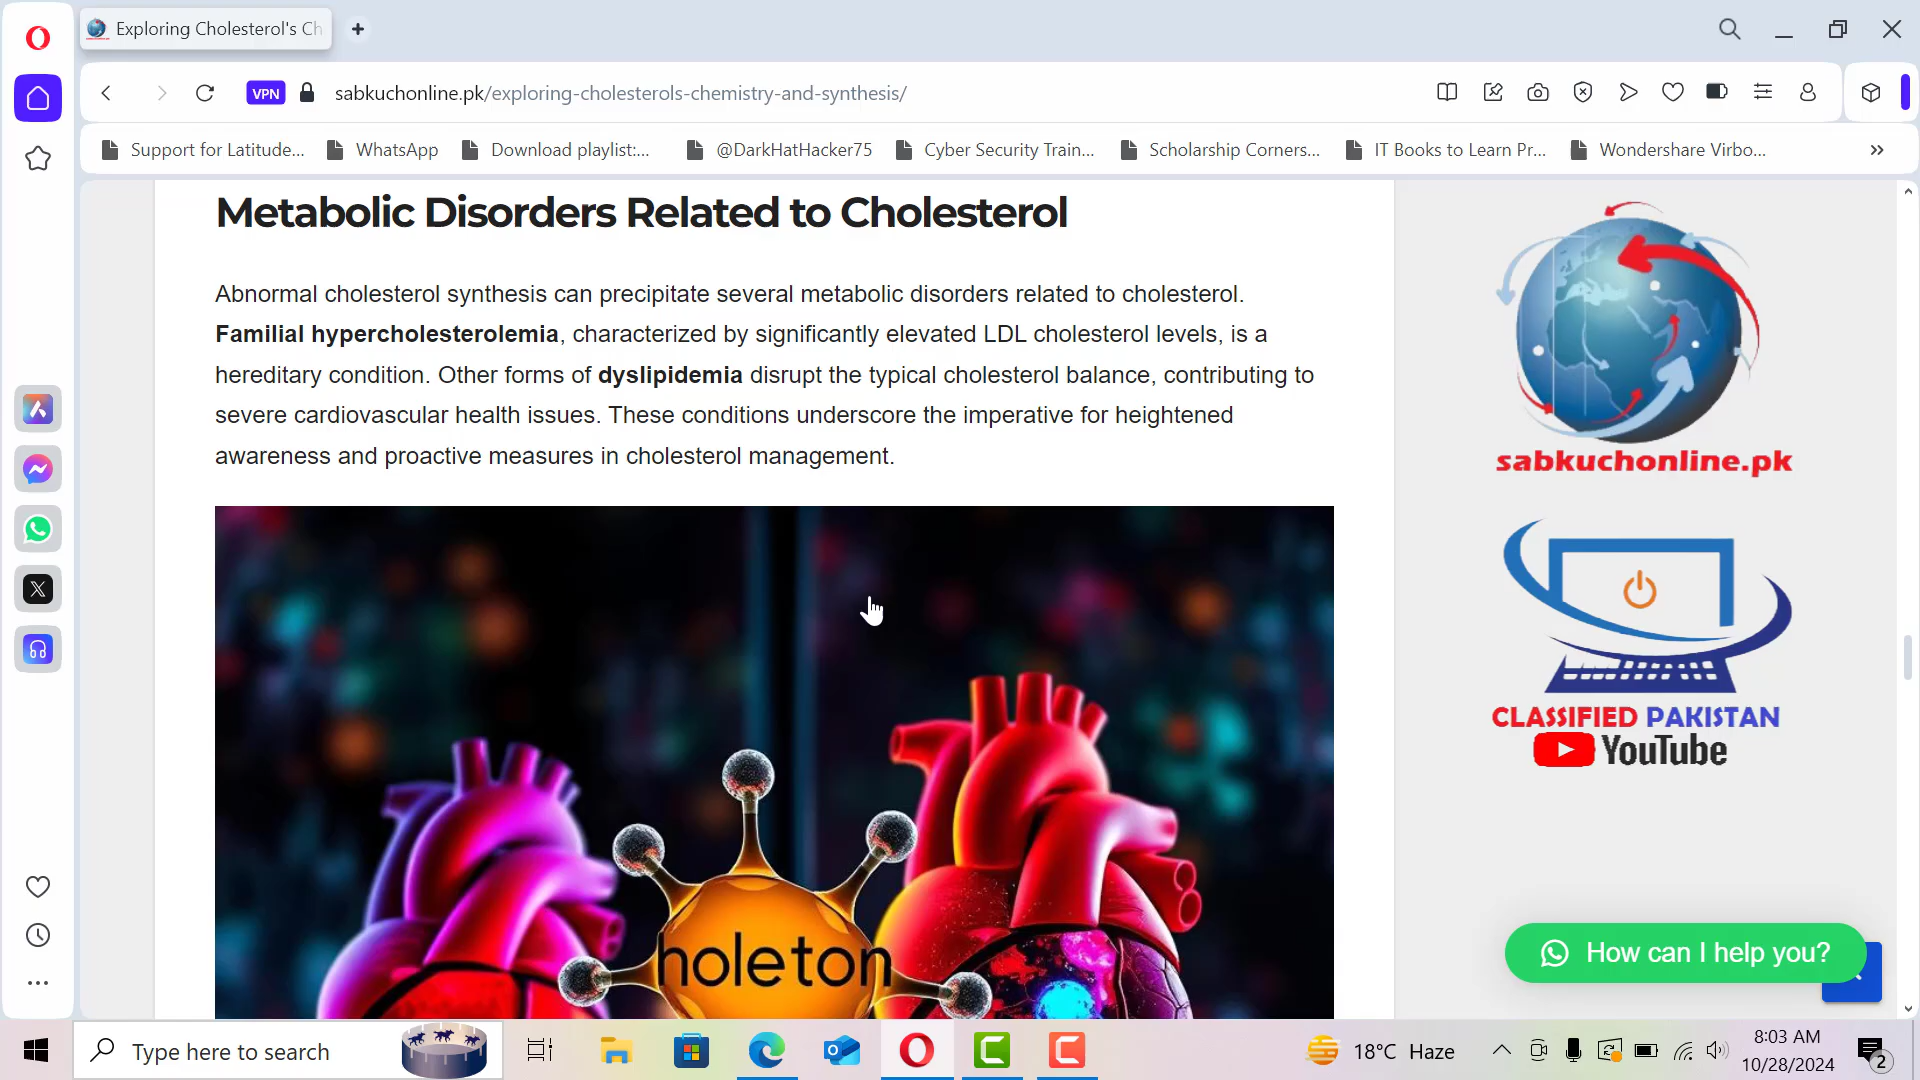 Exploring Cholesterol's Ch
VPN
sabkuchonline.pk/exploring-cholesterols-chemistry-and-synthesis/
Support for Latitude...
WhatsApp
Download playlist:...
@DarkHatHacker75
Cyber Security Train...
Scholarship Corners...
IT Books to Learn Pr...
Wondershare Virbo...
Metabolic Disorders Related to Cholesterol
Abnormal cholesterol synthesis can precipitate several metabolic disorders related to cholesterol.
Familial hypercholesterolemia, characterized by significantly elevated LDL cholesterol levels, is a
hereditary condition. Other forms of dyslipidemia disrupt the typical cholesterol balance, contributing to
severe cardiovascular health issues. These conditions underscore the imperative for heightened
awareness and proactive measures in cholesterol management.
holeton
sabkuchonline.pk
CLASSIFIED PAKISTAN
YouTube
How can I help you?
Type here to search
18°C Haze
8:03 AM
10/28/2024
2